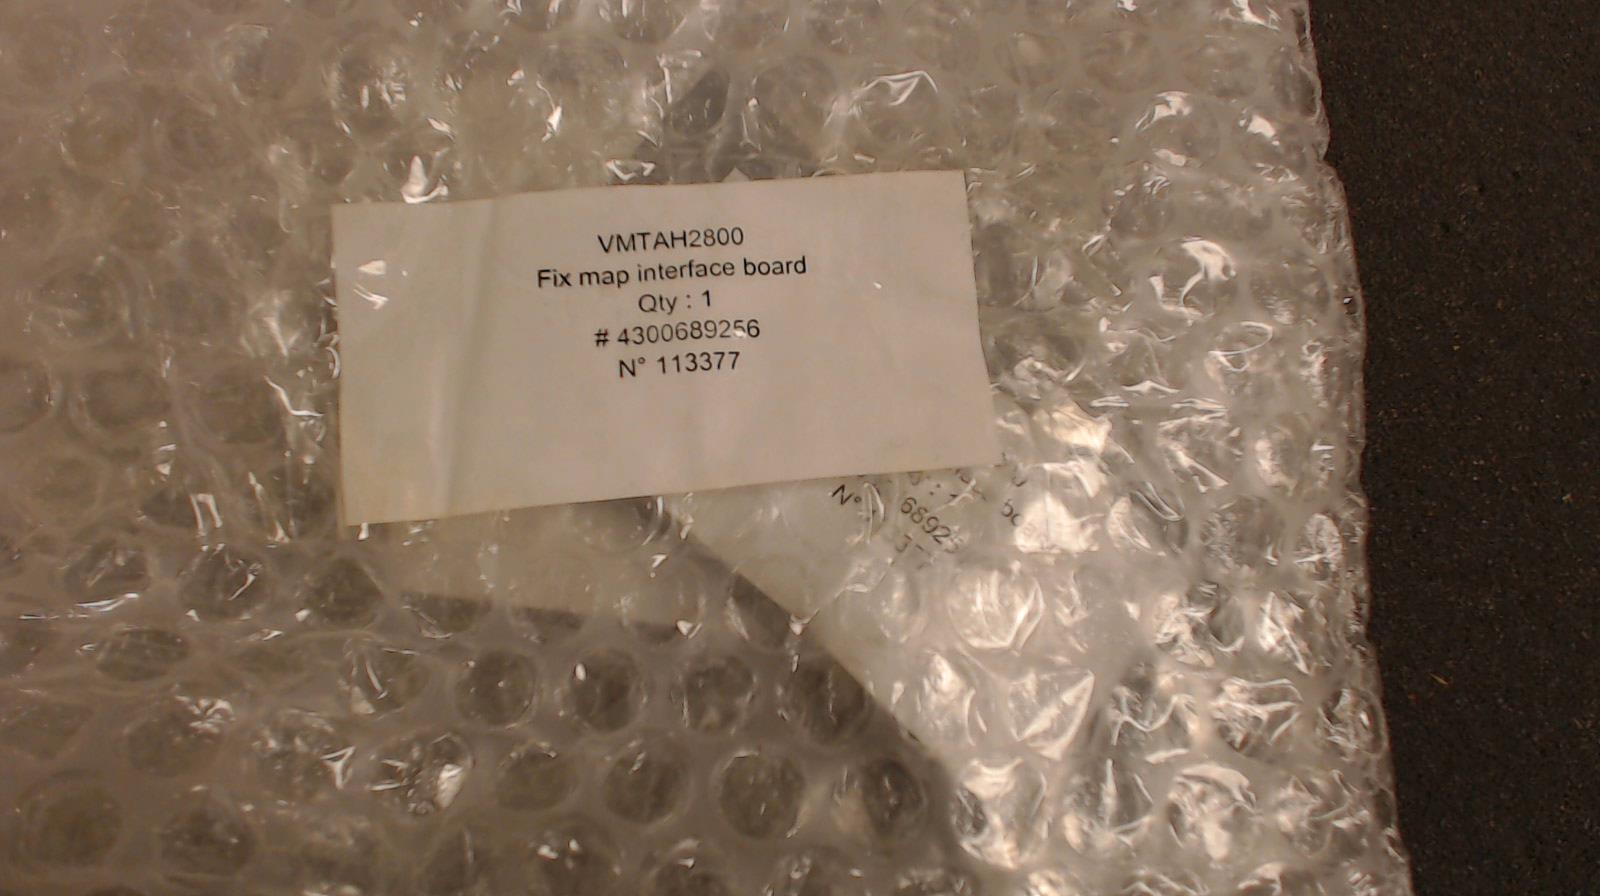 VMTAH2800
Fix map interface board
Qty : 1
# 4300689256
N° 113377
N°